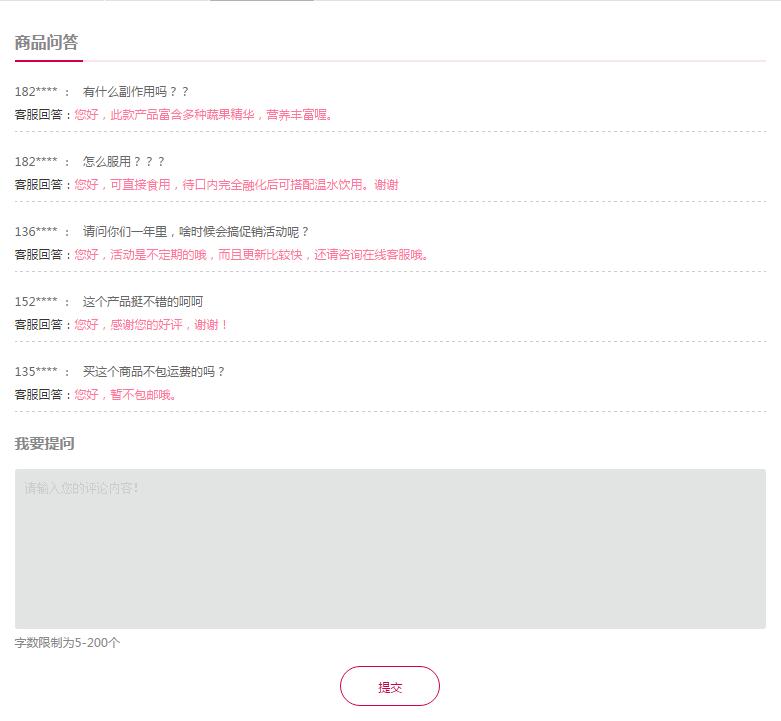 商品问答
182**** ： 有什么副作用吗？？
客服回答：您好，此款产品富含多种蔬果精华，营养丰富喔。
182**** ： 怎么服用？？？
客服回答：您好，可直接食用，待口内完全融化后可搭配温水饮用。谢谢
136**** ： 请问你们一年里，啥时候会搞促销活动呢？
客服回答：您好，活动是不定期的哦，而且更新比较快，还请咨询在线客服哦。
152**** ： 这个产品挺不错的呵呵
客服回答：您好，感谢您的好评，谢谢！
135**** ： 买这个商品不包运费的吗？
客服回答：您好，暂不包邮哦。
我要提问
请输入您的评论内容！
字数限制为5-200个
提交